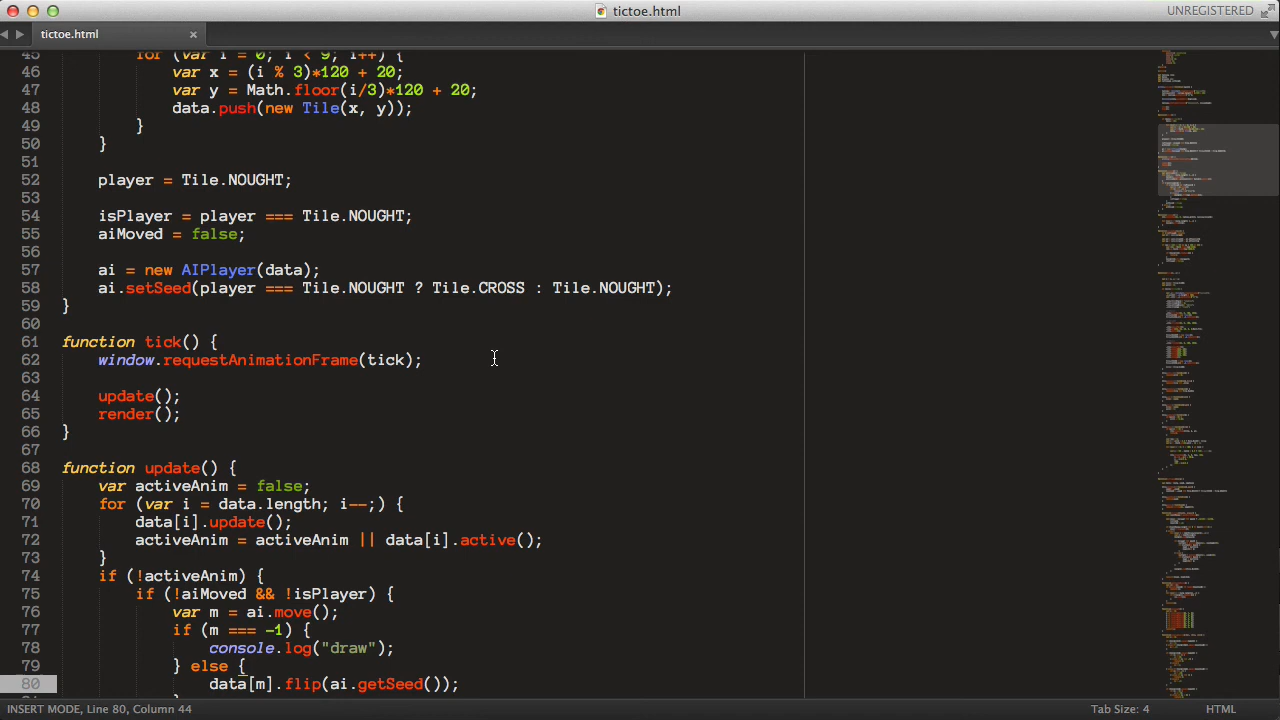 tictoe.html
UNREGISTERED
tictoe.html ×
45 for (var i = 0; i < 9; i++) {
46 var x = (i % 3)*120 + 20;
47 var y = Math.floor(i/3)*120 + 20;
48 data.push(new Tile(x, y));
49 }
50 }
51
52 player = Tile.NOUGHT;
53
54 isPlayer = player === Tile.NOUGHT;
55 aiMoved = false;
56
57 ai = new AIPlayer(data);
58 ai.setSeed(player === Tile.NOUGHT ? Tile.CROSS : Tile.NOUGHT);
59 }
60
61 function tick() {
62 window.requestAnimationFrame(tick);
63
64 update();
65 render();
66 }
67
68 function update() {
69 var activeAnim = false;
70 for (var i = data.length; i--;) {
71 data[i].update();
72 activeAnim = activeAnim || data[i].active();
73 }
74 if (!activeAnim) {
75 if (!aiMoved && !isPlayer) {
76 var m = ai.move();
77 if (m === -1) {
78 console.log("draw");
79 } else {
80 data[m].flip(ai.getSeed());
INSERT MODE, Line 80, Column 44
Tab Size: 4
HTML